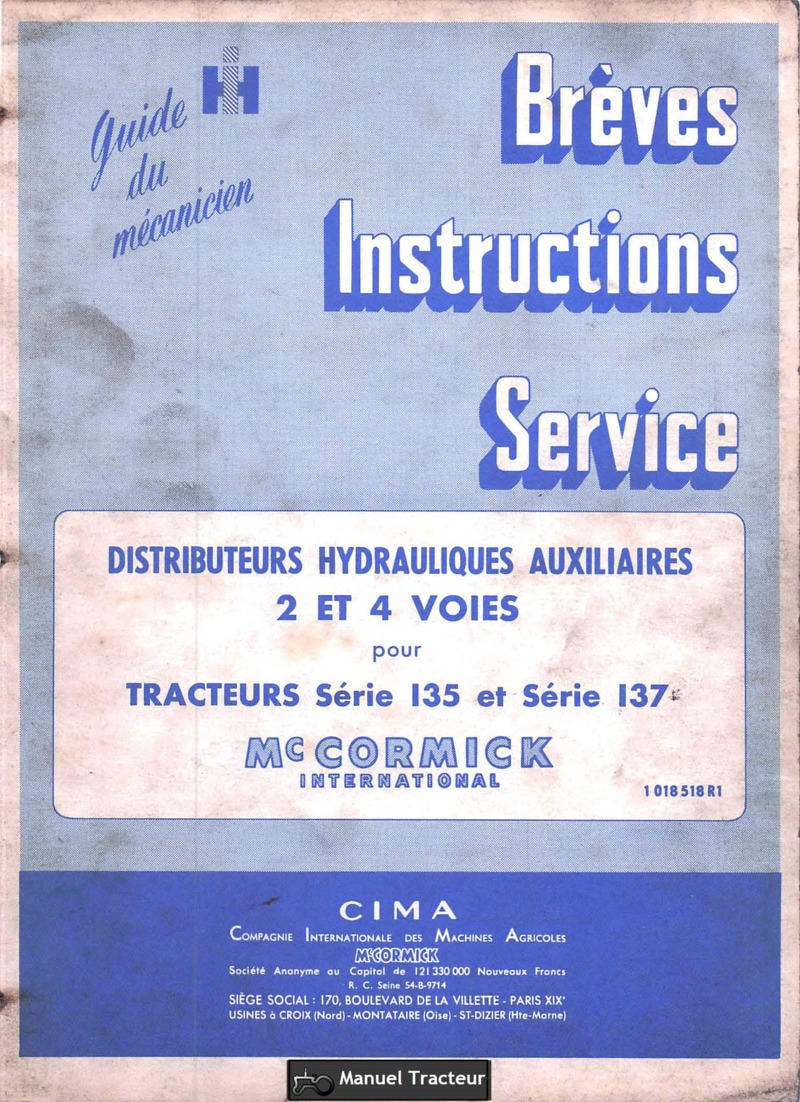 Guide
du
mécanicien
IH
Brèves
Instructions
Service
DISTRIBUTEURS HYDRAULIQUES AUXILIAIRES
2 ET 4 VOIES
pour
TRACTEURS Série 135 et Série 137
McCORMICK
INTERNATIONAL
1 018 518 R1
CIMA
COMPAGNIE INTERNATIONALE DES MACHINES AGRICOLES
McCORMICK
Société Anonyme au Capital de 121 330 000 Nouveaux Francs
R. C. Seine 54-B-9714
SIÈGE SOCIAL : 170, BOULEVARD DE LA VILLETTE - PARIS XIXe
USINES à CROIX (Nord) - MONTATAIRE (Oise) - ST-DIZIER (Hte-Marne)
Manuel Tracteur